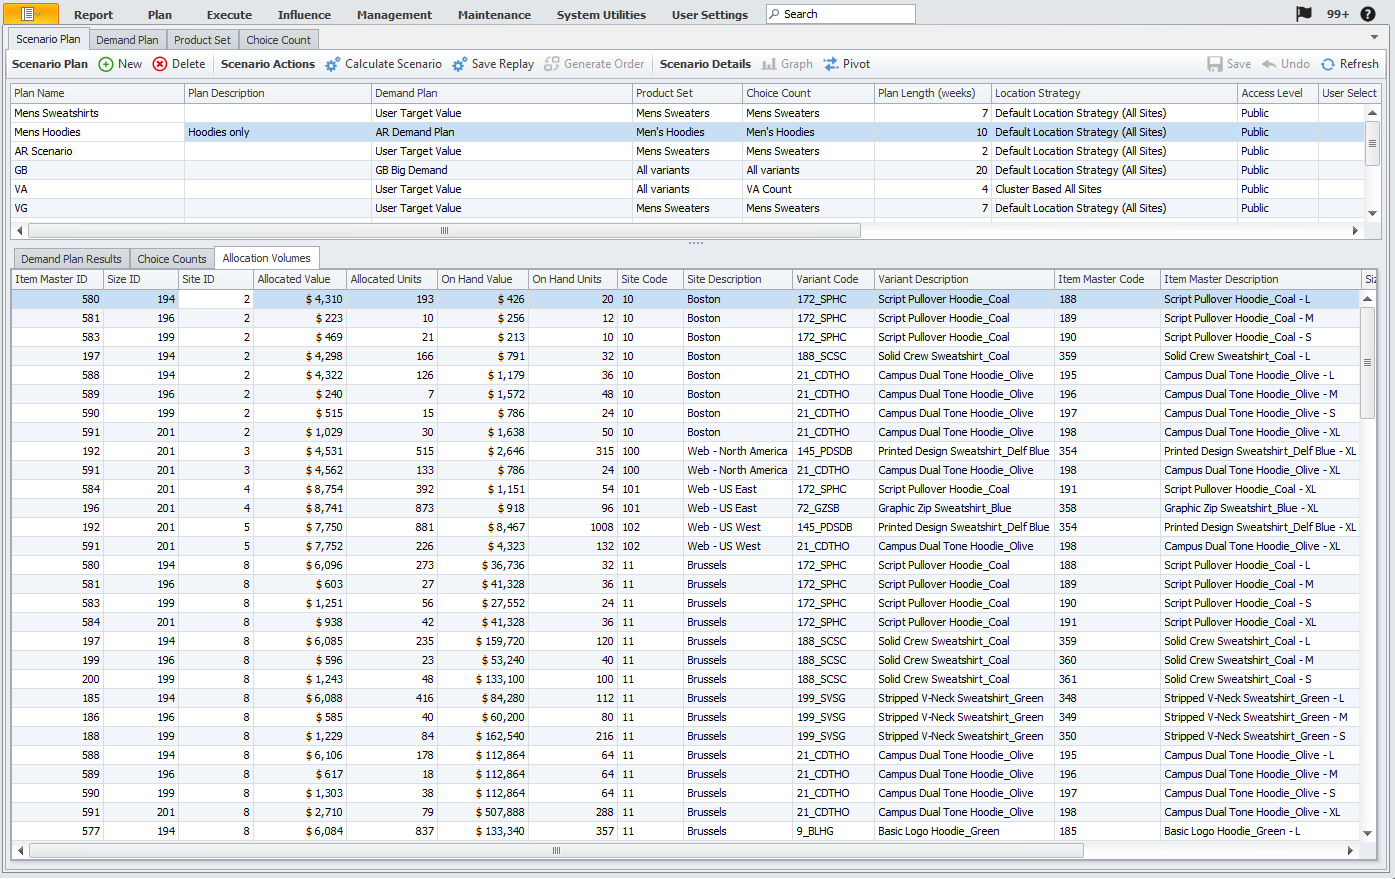 Report Plan Execute Influence Management Maintenance System Utilities User Settings Search 99+ ?
Scenario Plan Demand Plan Product Set Choice Count
Scenario Plan New Delete Scenario Actions Calculate Scenario Save Replay Generate Order Scenario Details Graph Pivot Save Undo Refresh
Plan Name Plan Description Demand Plan Product Set Choice Count Plan Length (weeks) Location Strategy Access Level User Select
Mens Sweatshirts User Target Value Mens Sweaters Mens Sweaters 7 Default Location Strategy (All Sites) Public
Mens Hoodies Hoodies only AR Demand Plan Men's Hoodies Men's Hoodies 10 Default Location Strategy (All Sites) Public
AR Scenario User Target Value Mens Sweaters Mens Sweaters 2 Default Location Strategy (All Sites) Public
GB GB Big Demand All variants All variants 20 Default Location Strategy (All Sites) Public
VA User Target Value All variants VA Count 4 Cluster Based All Sites Public
VG User Target Value Mens Sweaters Mens Sweaters 7 Default Location Strategy (All Sites) Public
Demand Plan Results Choice Counts Allocation Volumes
Item Master ID Size ID Site ID Allocated Value Allocated Units On Hand Value On Hand Units Site Code Site Description Variant Code Variant Description Item Master Code Item Master Description Siz
580 194 2 $ 4,310 193 $ 426 20 10 Boston 172_SPHC Script Pullover Hoodie_Coal 188 Script Pullover Hoodie_Coal - L
581 196 2 $ 223 10 $ 256 12 10 Boston 172_SPHC Script Pullover Hoodie_Coal 189 Script Pullover Hoodie_Coal - M
583 199 2 $ 469 21 $ 213 10 10 Boston 172_SPHC Script Pullover Hoodie_Coal 190 Script Pullover Hoodie_Coal - S
197 194 2 $ 4,298 166 $ 791 32 10 Boston 188_SCSC Solid Crew Sweatshirt_Coal 359 Solid Crew Sweatshirt_Coal - L
588 194 2 $ 4,322 126 $ 1,179 36 10 Boston 21_CDTHO Campus Dual Tone Hoodie_Olive 195 Campus Dual Tone Hoodie_Olive - L
589 196 2 $ 240 7 $ 1,572 48 10 Boston 21_CDTHO Campus Dual Tone Hoodie_Olive 196 Campus Dual Tone Hoodie_Olive - M
590 199 2 $ 515 15 $ 786 24 10 Boston 21_CDTHO Campus Dual Tone Hoodie_Olive 197 Campus Dual Tone Hoodie_Olive - S
591 201 2 $ 1,029 30 $ 1,638 50 10 Boston 21_CDTHO Campus Dual Tone Hoodie_Olive 198 Campus Dual Tone Hoodie_Olive - XL
192 201 3 $ 4,531 515 $ 2,646 315 100 Web - North America 145_PDSDB Printed Design Sweatshirt_Delf Blue 354 Printed Design Sweatshirt_Delf Blue - XL
591 201 3 $ 4,562 133 $ 786 24 100 Web - North America 21_CDTHO Campus Dual Tone Hoodie_Olive 198 Campus Dual Tone Hoodie_Olive - XL
584 201 4 $ 8,754 392 $ 1,151 54 101 Web - US East 172_SPHC Script Pullover Hoodie_Coal 191 Script Pullover Hoodie_Coal - XL
196 201 4 $ 8,741 873 $ 918 96 101 Web - US East 72_GZSB Graphic Zip Sweatshirt_Blue 358 Graphic Zip Sweatshirt_Blue - XL
192 201 5 $ 7,750 881 $ 8,467 1008 102 Web - US West 145_PDSDB Printed Design Sweatshirt_Delf Blue 354 Printed Design Sweatshirt_Delf Blue - XL
591 201 5 $ 7,752 226 $ 4,323 132 102 Web - US West 21_CDTHO Campus Dual Tone Hoodie_Olive 198 Campus Dual Tone Hoodie_Olive - XL
580 194 8 $ 6,096 273 $ 36,736 32 11 Brussels 172_SPHC Script Pullover Hoodie_Coal 188 Script Pullover Hoodie_Coal - L
581 196 8 $ 603 27 $ 41,328 36 11 Brussels 172_SPHC Script Pullover Hoodie_Coal 189 Script Pullover Hoodie_Coal - M
583 199 8 $ 1,251 56 $ 27,552 24 11 Brussels 172_SPHC Script Pullover Hoodie_Coal 190 Script Pullover Hoodie_Coal - S
584 201 8 $ 938 42 $ 41,328 36 11 Brussels 172_SPHC Script Pullover Hoodie_Coal 191 Script Pullover Hoodie_Coal - XL
197 194 8 $ 6,085 235 $ 159,720 120 11 Brussels 188_SCSC Solid Crew Sweatshirt_Coal 359 Solid Crew Sweatshirt_Coal - L
199 196 8 $ 596 23 $ 53,240 40 11 Brussels 188_SCSC Solid Crew Sweatshirt_Coal 360 Solid Crew Sweatshirt_Coal - M
200 199 8 $ 1,243 48 $ 133,100 100 11 Brussels 188_SCSC Solid Crew Sweatshirt_Coal 361 Solid Crew Sweatshirt_Coal - S
185 194 8 $ 6,088 416 $ 84,280 112 11 Brussels 199_SVSG Stripped V-Neck Sweatshirt_Green 348 Stripped V-Neck Sweatshirt_Green - L
186 196 8 $ 585 40 $ 60,200 80 11 Brussels 199_SVSG Stripped V-Neck Sweatshirt_Green 349 Stripped V-Neck Sweatshirt_Green - M
188 199 8 $ 1,229 84 $ 162,540 216 11 Brussels 199_SVSG Stripped V-Neck Sweatshirt_Green 350 Stripped V-Neck Sweatshirt_Green - S
588 194 8 $ 6,106 178 $ 112,864 64 11 Brussels 21_CDTHO Campus Dual Tone Hoodie_Olive 195 Campus Dual Tone Hoodie_Olive - L
589 196 8 $ 617 18 $ 112,864 64 11 Brussels 21_CDTHO Campus Dual Tone Hoodie_Olive 196 Campus Dual Tone Hoodie_Olive - M
590 199 8 $ 1,303 38 $ 112,864 64 11 Brussels 21_CDTHO Campus Dual Tone Hoodie_Olive 197 Campus Dual Tone Hoodie_Olive - S
591 201 8 $ 2,710 79 $ 507,888 288 11 Brussels 21_CDTHO Campus Dual Tone Hoodie_Olive 198 Campus Dual Tone Hoodie_Olive - XL
577 194 8 $ 6,084 837 $ 133,340 357 11 Brussels 9_BLHG Basic Logo Hoodie_Green 185 Basic Logo Hoodie_Green - L